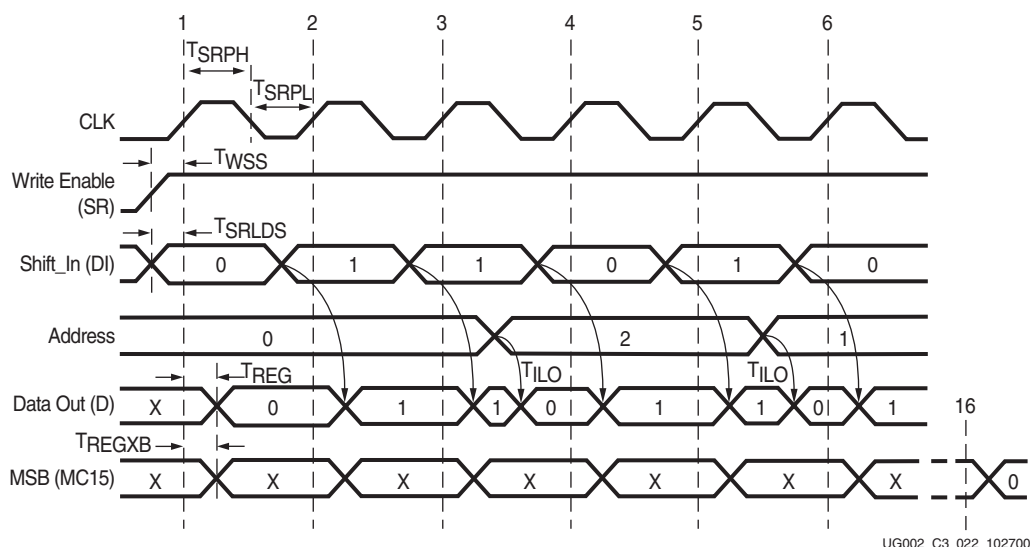 1 2 3 4 5 6
TSRPH
TSRPL
CLK
TWSS
Write Enable
(SR)
TSRLDS
Shift_In (DI) 0 1 1 0 1 0
Address 0 2 1
TREG TILO TILO
Data Out (D) X 0 1 1 0 1 1 0 1 16
TREGXB
MSB (MC15) X X X X X X X 0
UG002_C3_022_102700